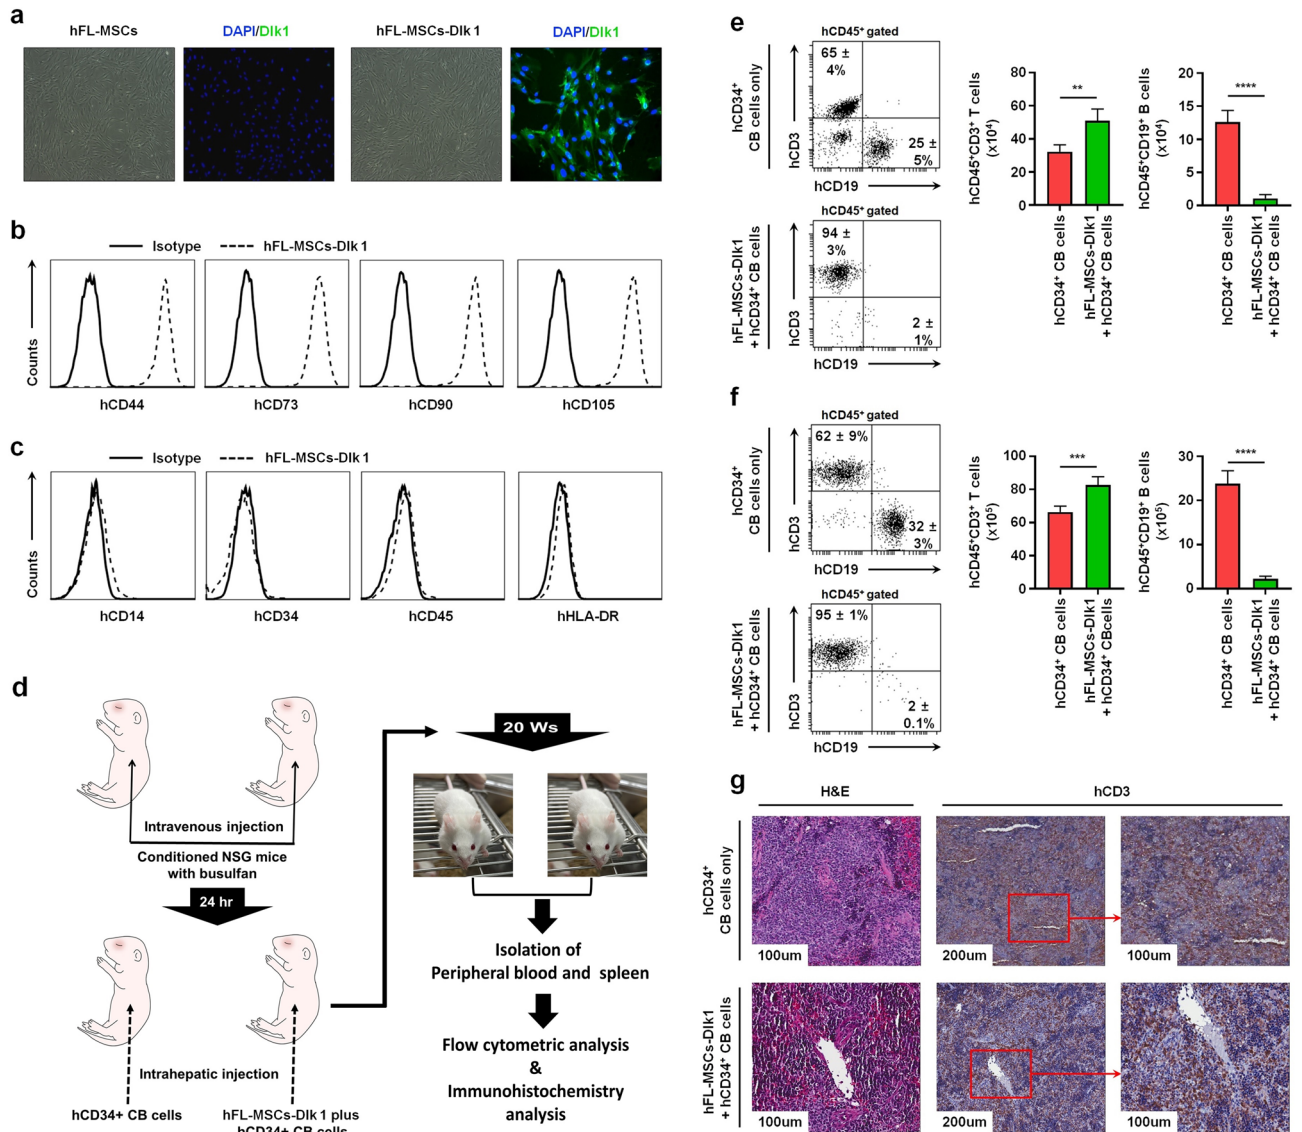 a
hFL-MSCs
DAPI/Dlk1
hFL-MSCs-Dlk 1
DAPI/Dlk1
b
Isotype
hFL-MSCs-Dlk 1
Counts
hCD44
hCD73
hCD90
hCD105
c
Isotype
hFL-MSCs-Dlk 1
Counts
hCD14
hCD34
hCD45
hHLA-DR
d
Intravenous injection
Conditioned NSG mice
with busulfan
24 hr
Intrahepatic injection
hCD34+ CB cells
hFL-MSCs-Dlk 1 plus
hCD34+ CB cells
20 Ws
Isolation of
Peripheral blood and spleen
Flow cytometric analysis
&
Immunohistochemistry
analysis
e
hCD34⁺
CB cells only
hCD45⁺ gated
65 ±
4%
25 ±
5%
hCD3
hCD19
hFL-MSCs-Dlk1
+ hCD34⁺ CB cells
hCD45⁺ gated
94 ±
3%
2 ±
1%
hCD3
hCD19
hCD45⁺CD3⁺ T cells
(x10⁴)
80
60
40
20
0
**
hCD34⁺ CB cells
hFL-MSCs-Dlk1
+ hCD34⁺ CB cells
hCD45⁺CD19⁺ B cells
(x10⁴)
20
15
10
5
0
****
hCD34⁺ CB cells
hFL-MSCs-Dlk1
+ hCD34⁺ CB cells
f
hCD34⁺
CB cells only
hCD45⁺ gated
62 ± 9%
32 ±
3%
hCD3
hCD19
hFL-MSCs-Dlk1
+ hCD34⁺ CB cells
hCD45⁺ gated
95 ± 1%
2 ±
0.1%
hCD3
hCD19
hCD45⁺CD3⁺ T cells
(x10⁵)
100
80
60
40
0
***
hCD34⁺ CB cells
hFL-MSCs-Dlk1
+ hCD34⁺ CBcells
hCD45⁺CD19⁺ B cells
(x10⁵)
30
20
10
0
****
hCD34⁺ CB cells
hFL-MSCs-Dlk1
+ hCD34⁺ CB cells
g
H&E
hCD3
hCD34⁺
CB cells only
100um
200um
100um
hFL-MSCs-Dlk1
+ hCD34⁺ CB cells
100um
200um
100um